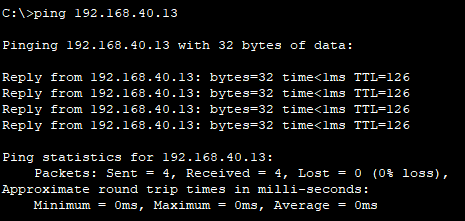 C:\>ping 192.168.40.13
Pinging 192.168.40.13 with 32 bytes of data:
Reply from 192.168.40.13: bytes=32 time<1ms TTL=126
Reply from 192.168.40.13: bytes=32 time<1ms TTL=126
Reply from 192.168.40.13: bytes=32 time<1ms TTL=126
Reply from 192.168.40.13: bytes=32 time<1ms TTL=126
Ping statistics for 192.168.40.13:
    Packets: Sent = 4, Received = 4, Lost = 0 (0% loss),
Approximate round trip times in milli-seconds:
    Minimum = 0ms, Maximum = 0ms, Average = 0ms